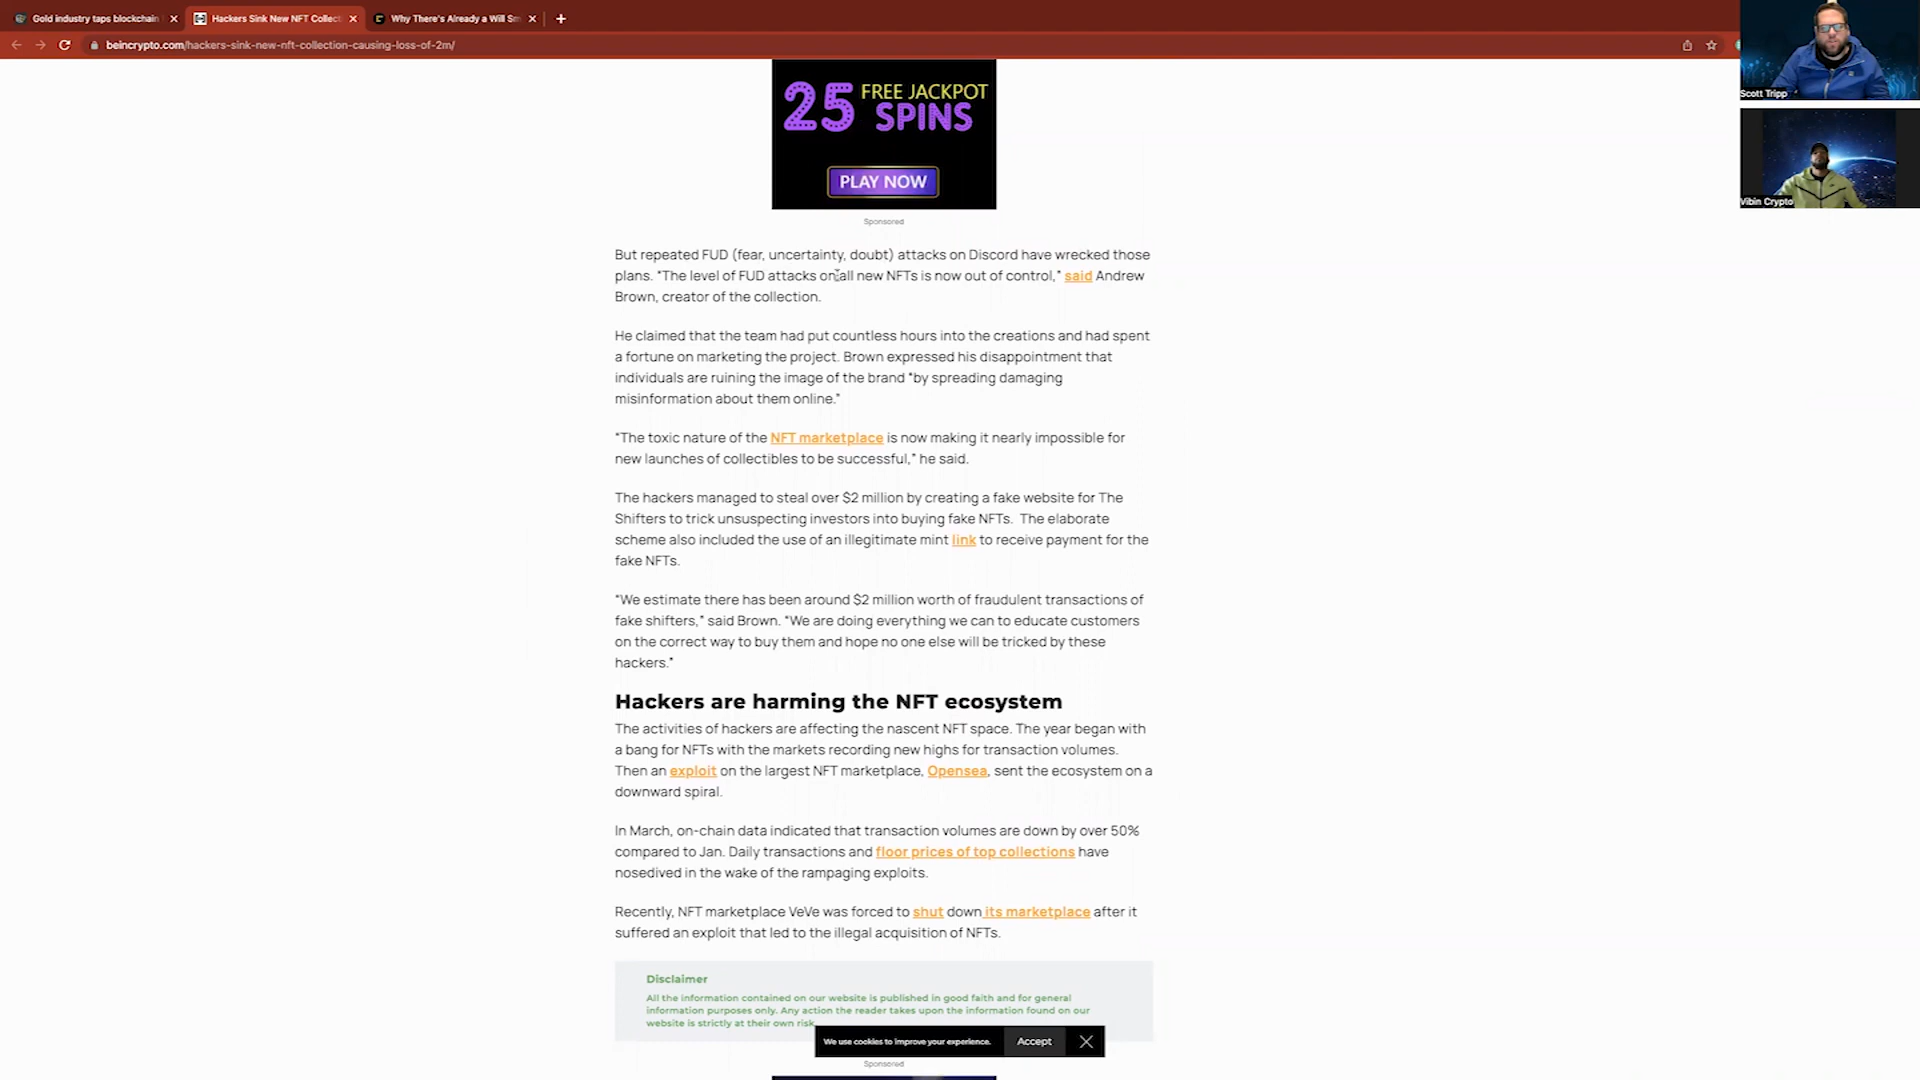 Gold industry taps blockchain
Hackers Sink New NFT Collect
Why There's Already a Will Sm
beincrypto.com/hackers-sink-new-nft-collection-causing-loss-of-2m/
Scott Tripp
Vibin Crypto
25 FREE JACKPOT
SPINS
PLAY NOW
Sponsored
But repeated FUD (fear, uncertainty, doubt) attacks on Discord have wrecked those
plans. “The level of FUD attacks on all new NFTs is now out of control,” said Andrew
Brown, creator of the collection.
He claimed that the team had put countless hours into the creations and had spent
a fortune on marketing the project. Brown expressed his disappointment that
individuals are ruining the image of the brand “by spreading damaging
misinformation about them online.”
“The toxic nature of the NFT marketplace is now making it nearly impossible for
new launches of collectibles to be successful,” he said.
The hackers managed to steal over $2 million by creating a fake website for The
Shifters to trick unsuspecting investors into buying fake NFTs. The elaborate
scheme also included the use of an illegitimate mint link to receive payment for the
fake NFTs.
“We estimate there has been around $2 million worth of fraudulent transactions of
fake shifters,” said Brown. “We are doing everything we can to educate customers
on the correct way to buy them and hope no one else will be tricked by these
hackers.”
Hackers are harming the NFT ecosystem
The activities of hackers are affecting the nascent NFT space. The year began with
a bang for NFTs with the markets recording new highs for transaction volumes.
Then an exploit on the largest NFT marketplace, Opensea, sent the ecosystem on a
downward spiral.
In March, on-chain data indicated that transaction volumes are down by over 50%
compared to Jan. Daily transactions and floor prices of top collections have
nosedived in the wake of the rampaging exploits.
Recently, NFT marketplace VeVe was forced to shut down its marketplace after it
suffered an exploit that led to the illegal acquisition of NFTs.
Disclaimer
All the information contained on our website is published in good faith and for general
information purposes only. Any action the reader takes upon the information found on our
website is strictly at their own risk.
We use cookies to improve your experience.
Accept
Sponsored